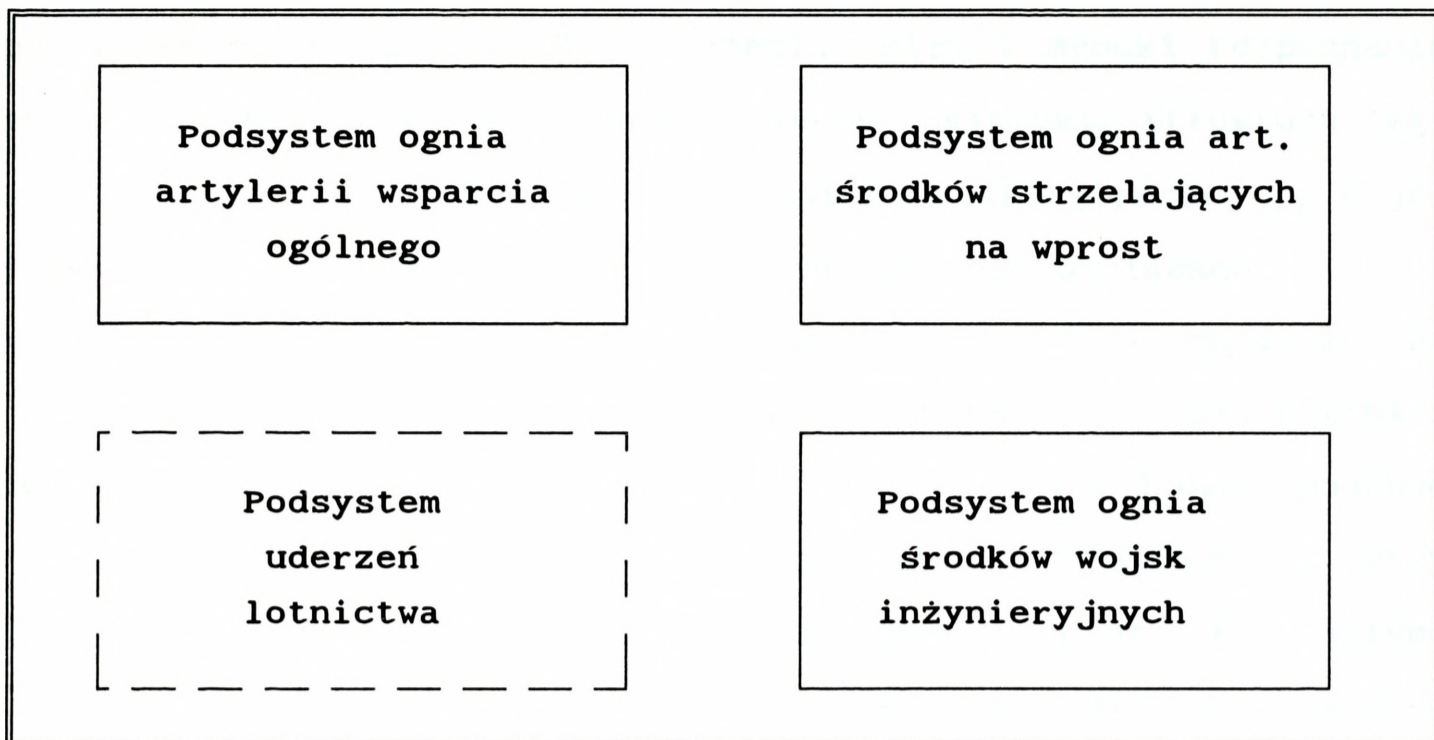 Podsystem ognia
artylerii wsparcia
ogólnego
Podsystem ognia art.
środków strzelających
na wprost
Podsystem
uderzeń
lotnictwa
Podsystem ognia
środków wojsk
inżynieryjnych